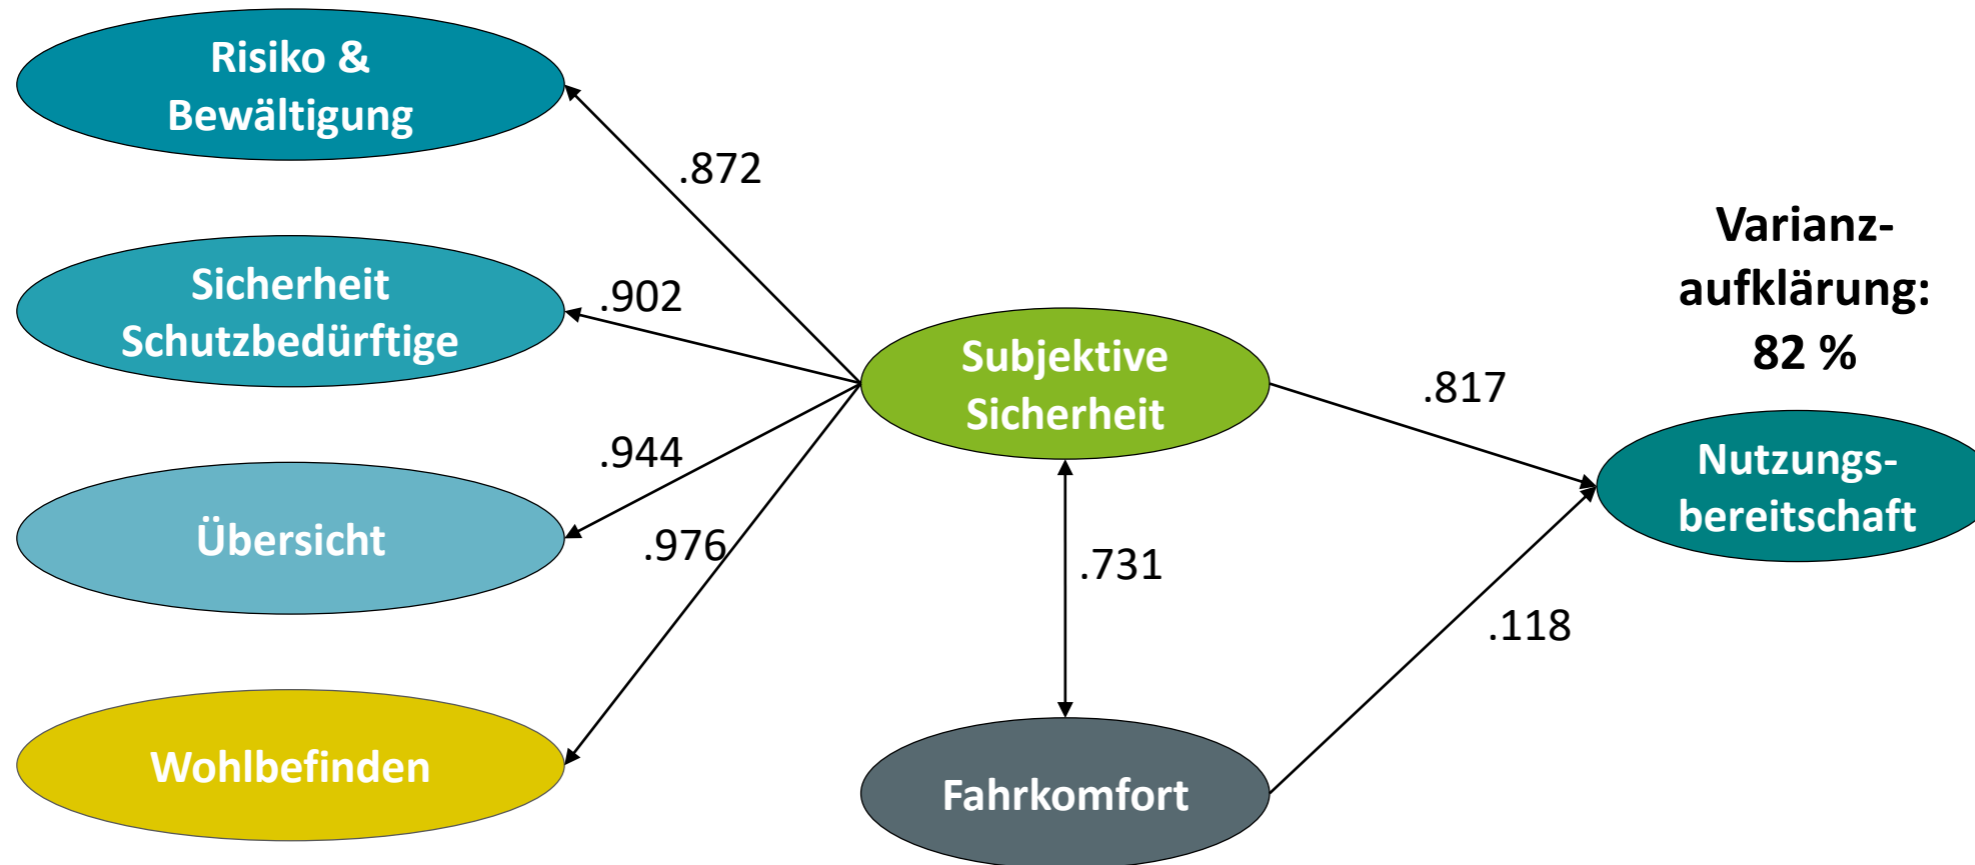 Risiko &
Bewältigung
.872
Sicherheit
Schutzbedürftige
.902
Übersicht
.944
Wohlbefinden
.976
Subjektive
Sicherheit
.731
Fahrkomfort
.817
.118
Varianz-
aufklärung:
82 %
Nutzungs-
bereitschaft